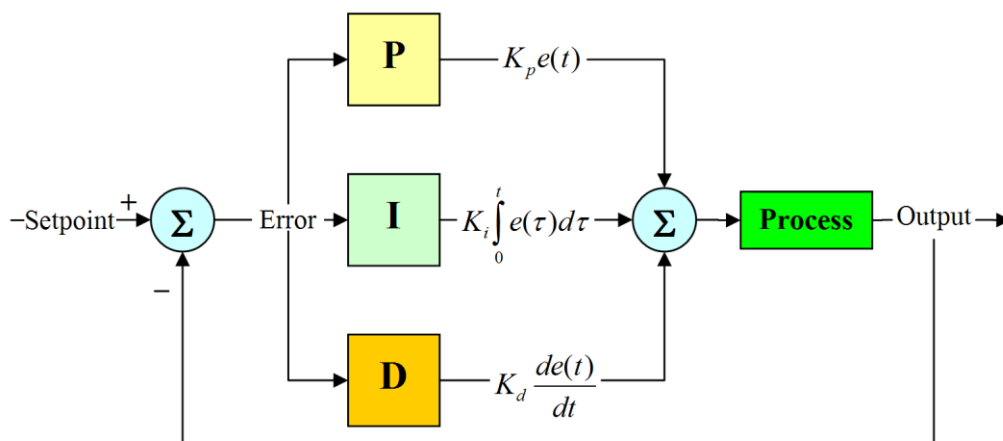 P
K_p e(t)
–Setpoint
+
Σ
–
Error
I
K_i ∫_0^t e(τ)dτ
Σ
Process
Output
D
K_d de(t)/dt